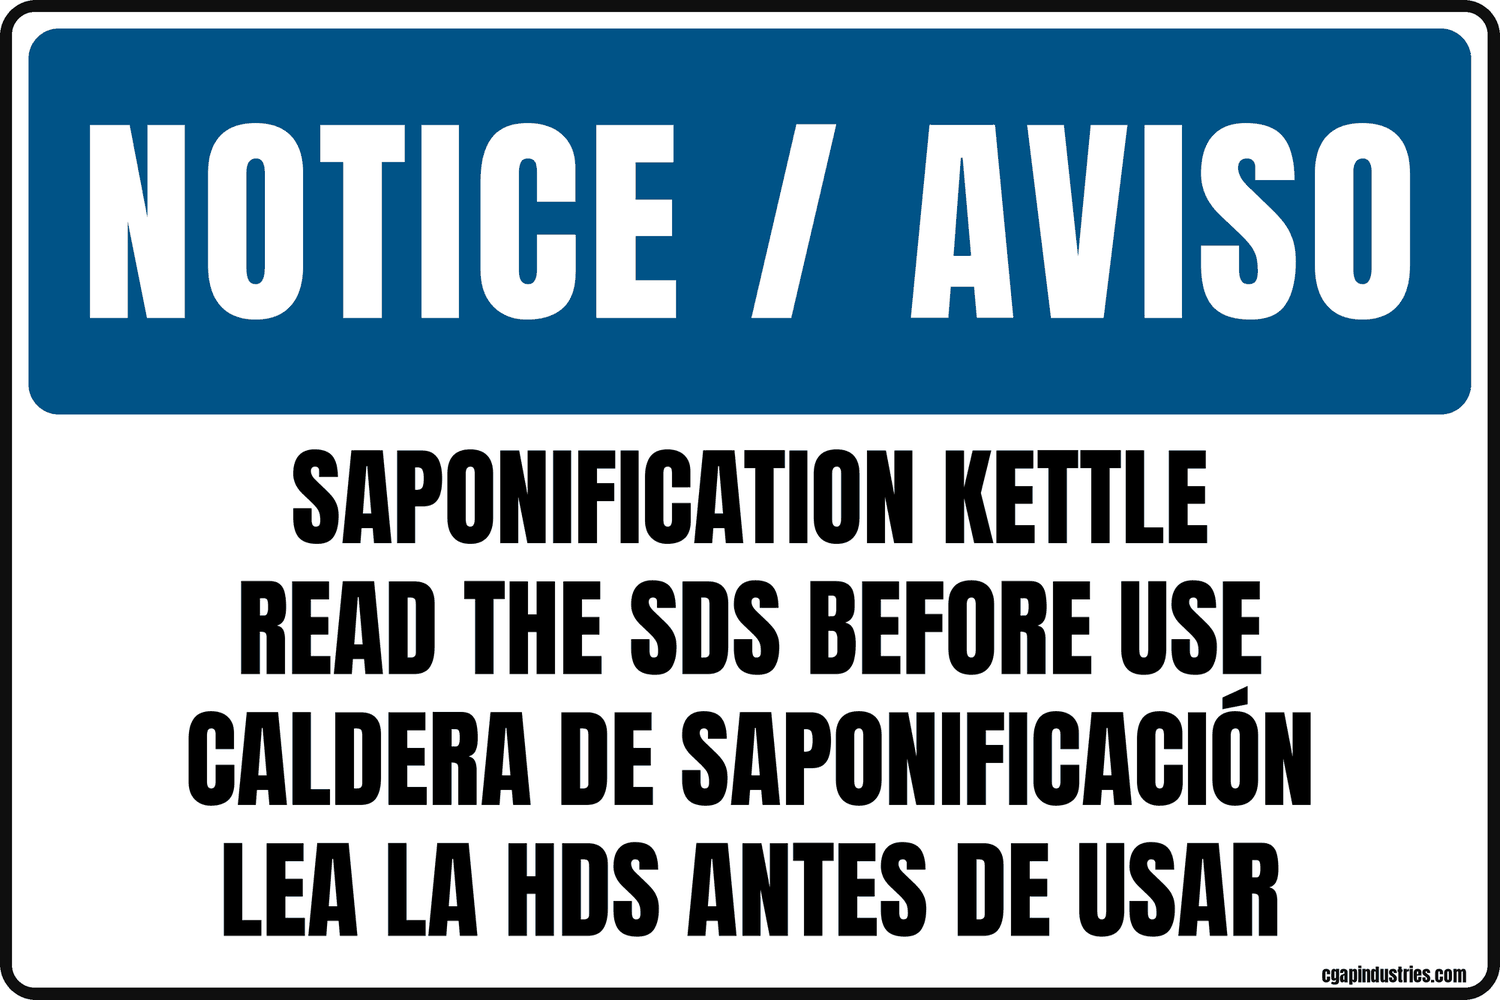 NOTICE / AVISO
SAPONIFICATION KETTLE
READ THE SDS BEFORE USE
CALDERA DE SAPONIFICACIÓN
LEA LA HDS ANTES DE USAR
cgapindustries.com